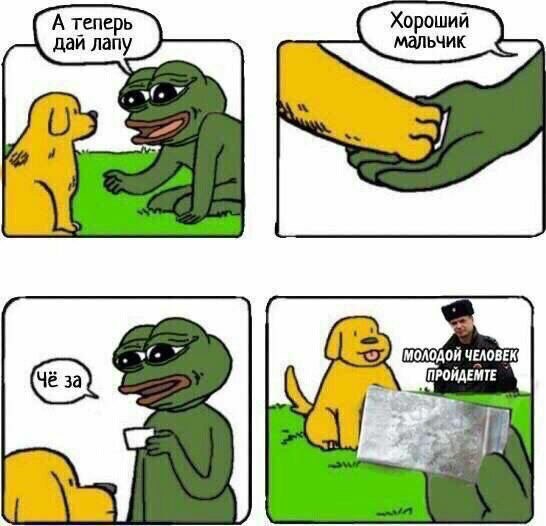 А теперь
дай лапу
Хороший
мальчик
Чё за
МОЛОДОЙ ЧЕЛОВЕК
ПРОЙДЕМТЕ